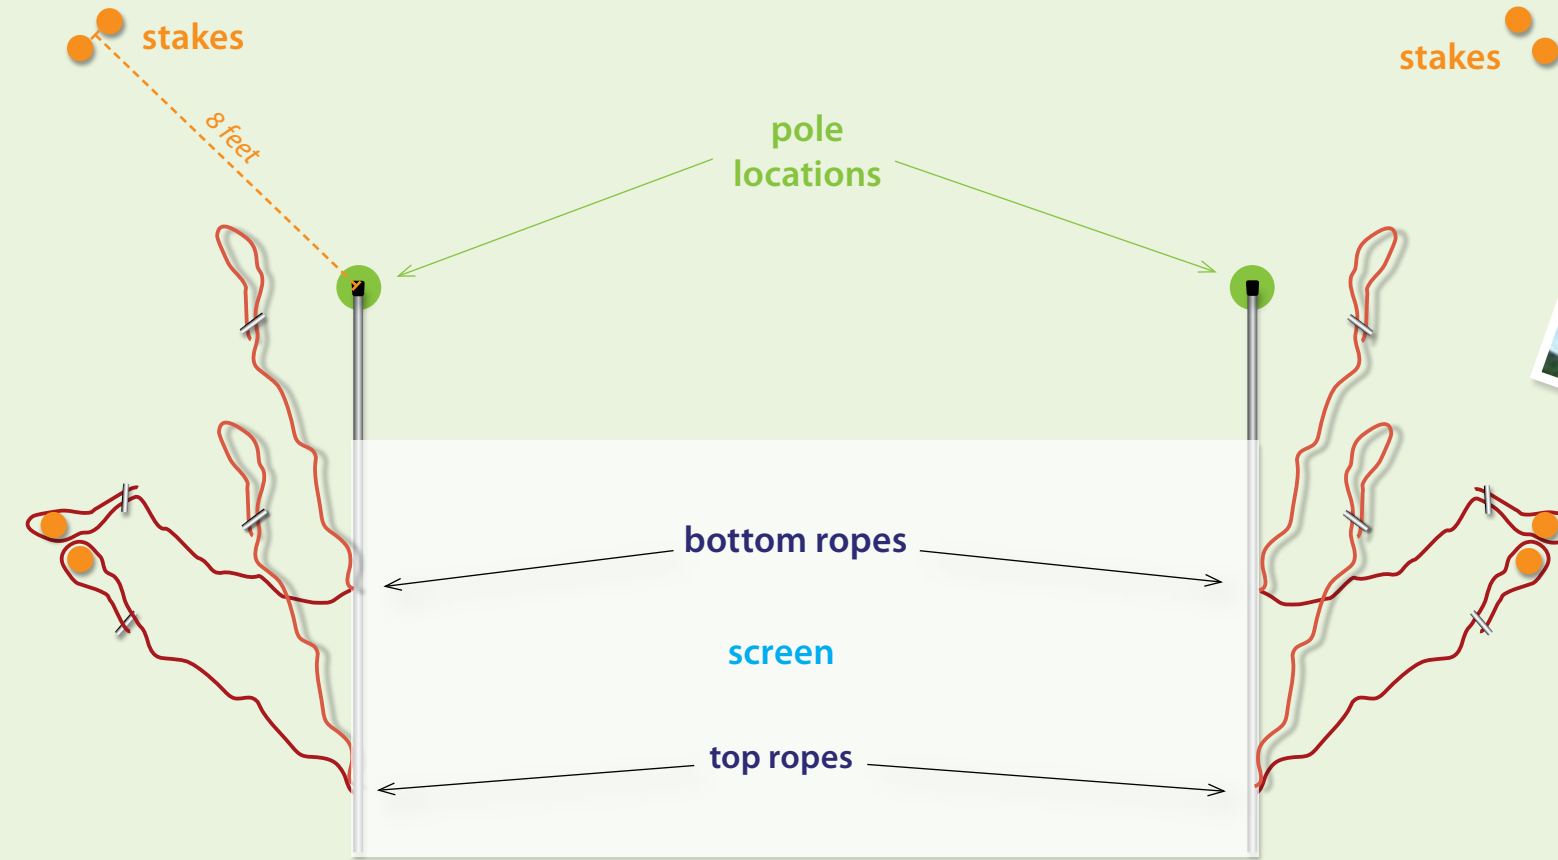 stakes
stakes
8 feet
pole
locations
bottom ropes
screen
top ropes